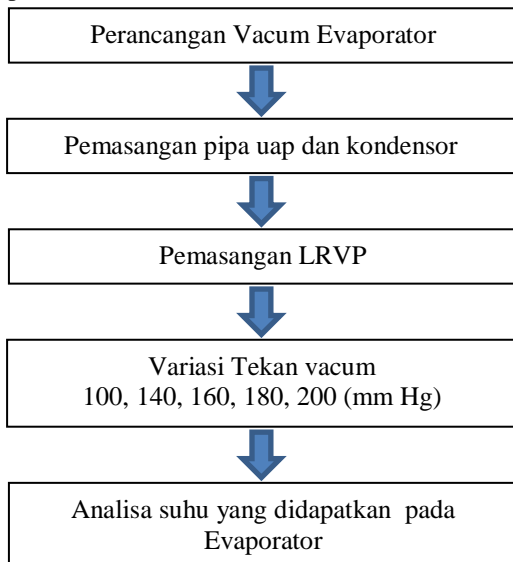 Perancangan Vacum Evaporator
Pemasangan pipa uap dan kondensor
Pemasangan LRVP
Variasi Tekan vacum
100, 140, 160, 180, 200 (mm Hg)
Analisa suhu yang didapatkan pada
Evaporator